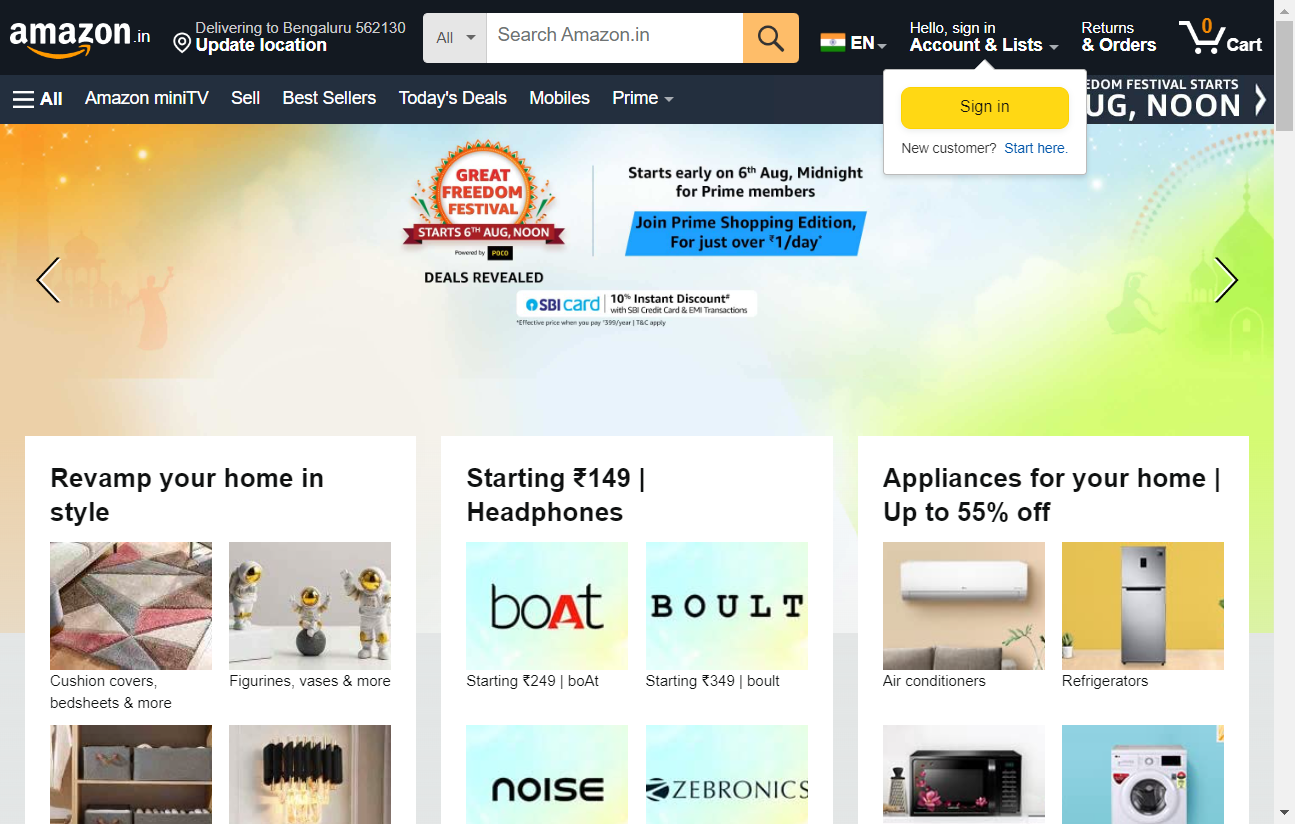 amazon.in
Delivering to Bengaluru 562130
Update location
All
Search Amazon.in
EN
Hello, sign in
Account & Lists
Returns
& Orders
0
Cart
All
Amazon miniTV
Sell
Best Sellers
Today's Deals
Mobiles
Prime
EDOM FESTIVAL STARTS
UG, NOON
Sign in
New customer? Start here.
GREAT
FREEDOM
FESTIVAL
STARTS 6TH AUG, NOON
Powered by POCO
DEALS REVEALED
Starts early on 6th Aug, Midnight
for Prime members
Join Prime Shopping Edition,
For just over ₹1/day*
SBI card
10% Instant Discount#
with SBI Credit Card & EMI Transactions
*Effective price when you pay ₹399/year | T&C apply
Revamp your home in
style
Cushion covers,
bedsheets & more
Figurines, vases & more
Starting ₹149 |
Headphones
boAt
BOULT
Starting ₹249 | boAt
Starting ₹349 | boult
NOISE
ZEBRONICS
Appliances for your home |
Up to 55% off
Air conditioners
Refrigerators